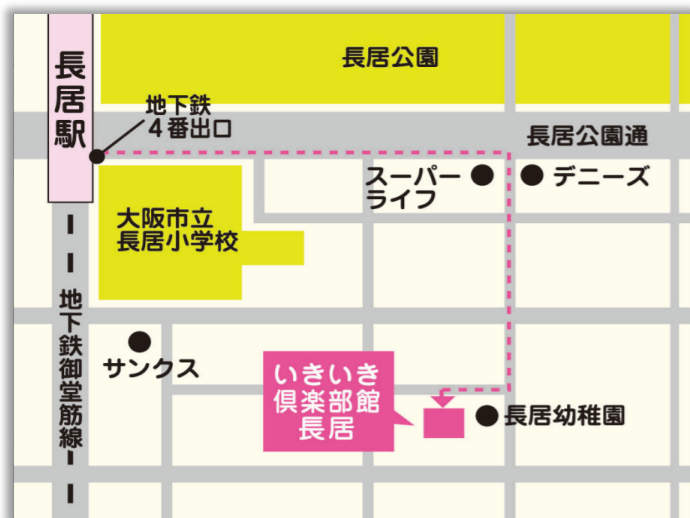 長居公園
長居駅
地下鉄
4番出口
長居公園通
スーパー
ライフ
デニーズ
大阪市立
長居小学校
地下鉄御堂筋線
サンクス
いきいき
倶楽部館
長居
長居幼稚園